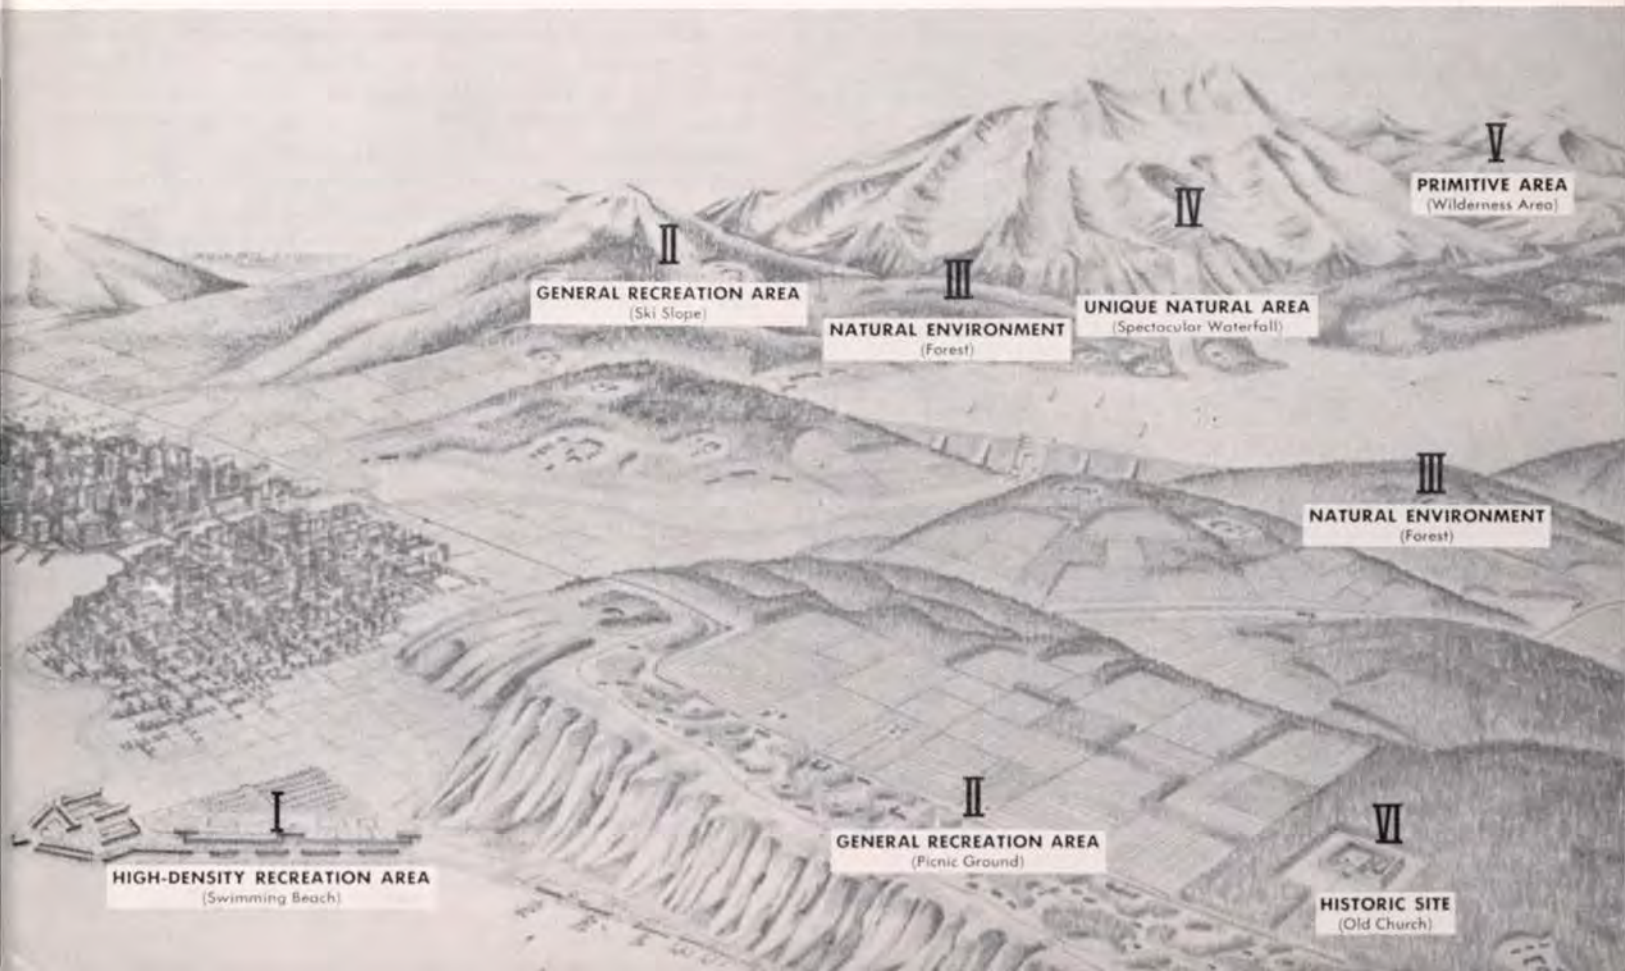 V
PRIMITIVE AREA
(Wilderness Area)
IV
UNIQUE NATURAL AREA
(Spectacular Waterfall)
II
GENERAL RECREATION AREA
(Ski Slope)
III
NATURAL ENVIRONMENT
(Forest)
III
NATURAL ENVIRONMENT
(Forest)
I
HIGH-DENSITY RECREATION AREA
(Swimming Beach)
II
GENERAL RECREATION AREA
(Picnic Ground)
VI
HISTORIC SITE
(Old Church)